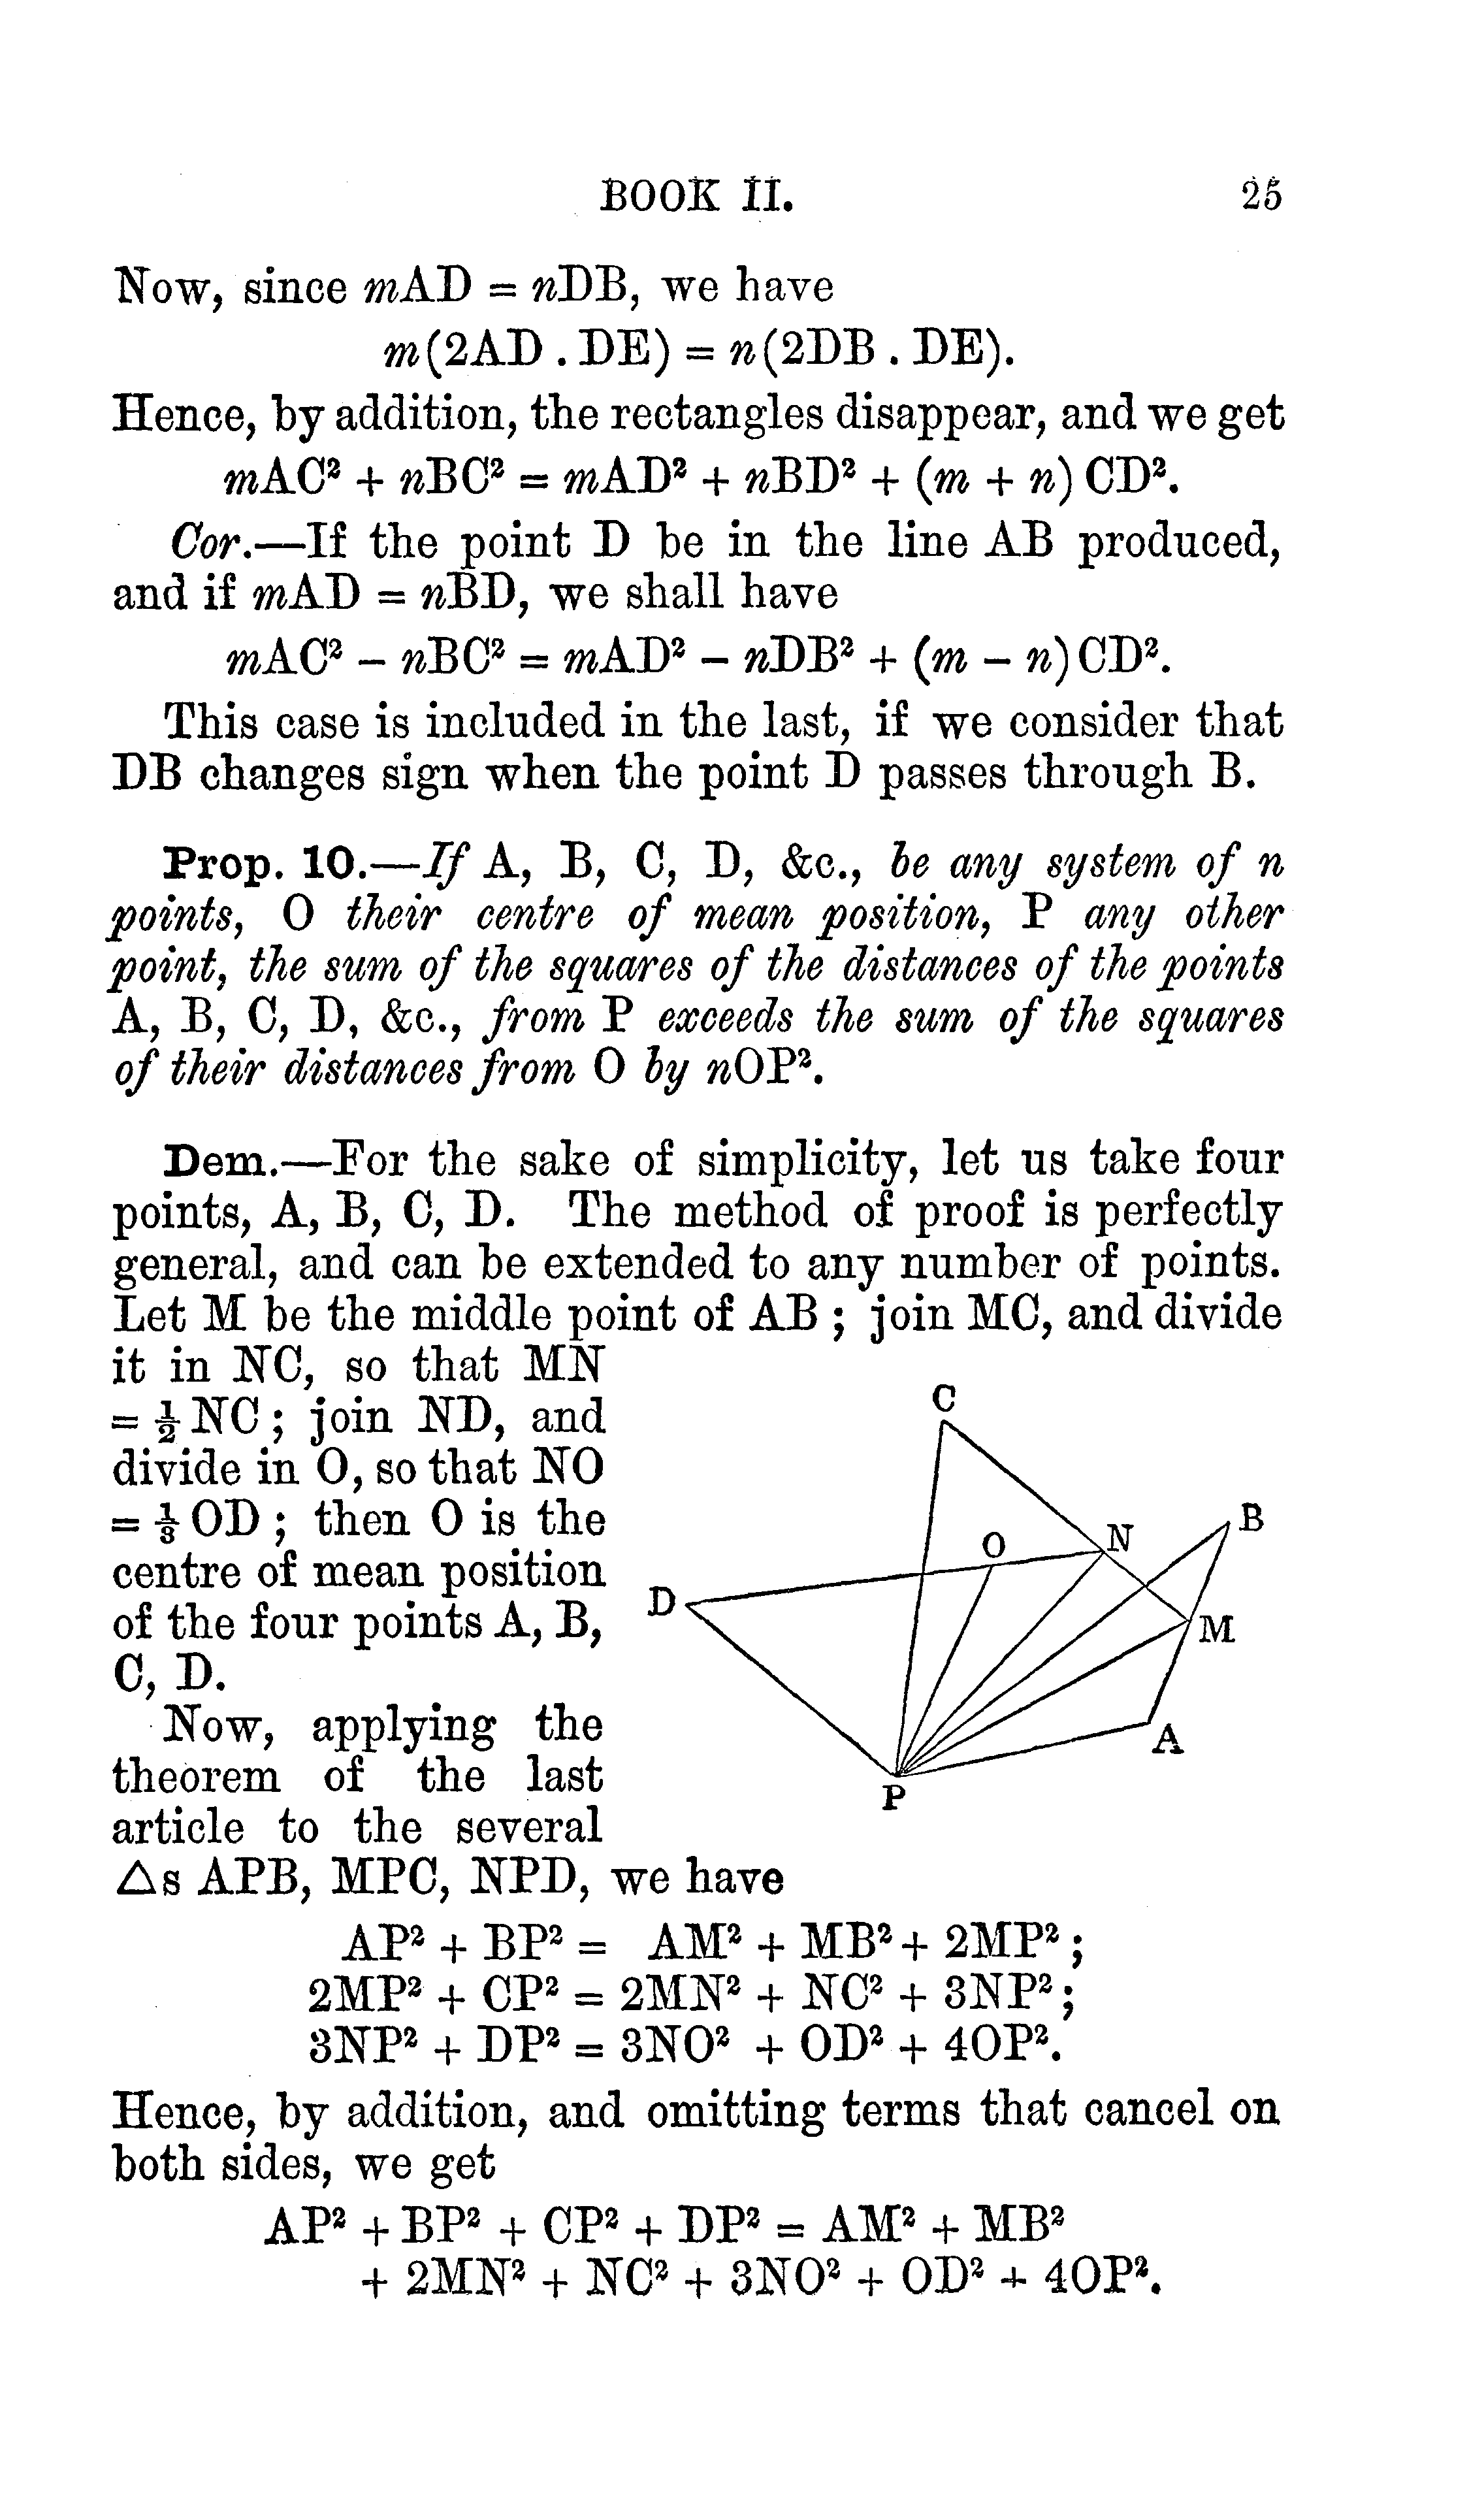 BOOK II. 25
Now, since mAD = nDB, we have
m(2AD . DE) = n(2DB . DE).
Hence, by addition, the rectangles disappear, and we get
mAC² + nBC² = mAD² + nBD² + (m + n) CD².
Cor.—If the point D be in the line AB produced,
and if mAD = nBD, we shall have
mAC² – nBC² = mAD² – nDB² + (m – n) CD².
This case is included in the last, if we consider that
DB changes sign when the point D passes through B.
Prop. 10.—If A, B, C, D, &c., be any system of n
points, O their centre of mean position, P any other
point, the sum of the squares of the distances of the points
A, B, C, D, &c., from P exceeds the sum of the squares
of their distances from O by nOP².
Dem.—For the sake of simplicity, let us take four
points, A, B, C, D. The method of proof is perfectly
general, and can be extended to any number of points.
Let M be the middle point of AB ; join MC, and divide
it in NC, so that MN
= ½ NC ; join ND, and
divide in O, so that NO
= ⅓ OD ; then O is the
centre of mean position
of the four points A, B,
C, D.
Now, applying the
theorem of the last
article to the several
C
B
N
O
D
M
A
P
△s APB, MPC, NPD, we have
AP² + BP² = AM² + MB² + 2MP² ;
2MP² + CP² = 2MN² + NC² + 3NP² ;
3NP² + DP² = 3NO² + OD² + 4OP².
Hence, by addition, and omitting terms that cancel on
both sides, we get
AP² + BP² + CP² + DP² = AM² + MB²
+ 2MN² + NC² + 3NO² + OD² + 4OP².